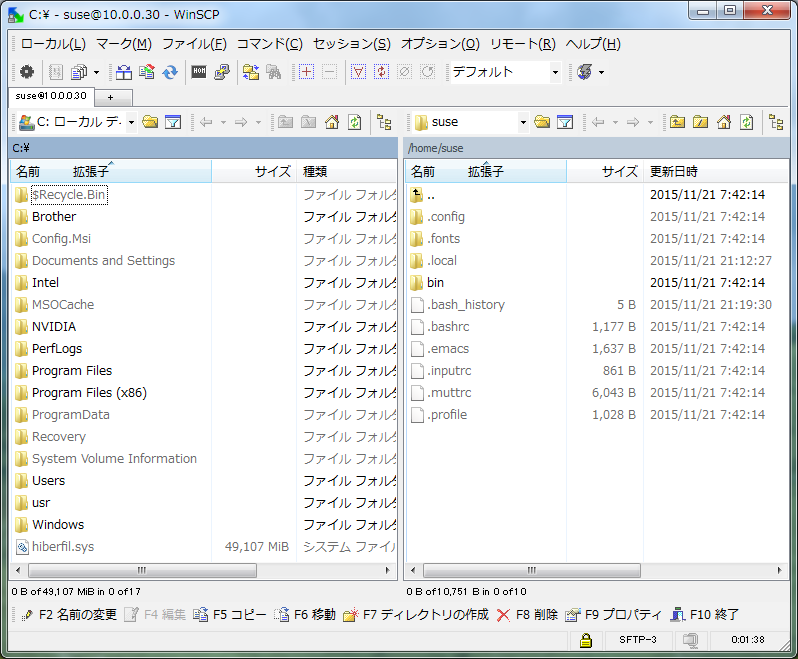 C:¥ - suse@10.0.0.30 - WinSCP
ローカル(L) マーク(M) ファイル(F) コマンド(C) セッション(S) オプション(O) リモート(R) ヘルプ(H)
デフォルト
suse@10.0.0.30 +
C: ローカル ディ suse
C:¥ /home/suse
名前 拡張子 サイズ 種類 名前 拡張子 サイズ 更新日時
$Recycle.Bin ファイル フォルダ .. 2015/11/21 7:42:14
Brother ファイル フォルダ .config 2015/11/21 7:42:14
Config.Msi ファイル フォルダ .fonts 2015/11/21 7:42:14
Documents and Settings ファイル フォルダ .local 2015/11/21 21:12:27
Intel ファイル フォルダ bin 2015/11/21 7:42:14
MSOCache ファイル フォルダ .bash_history 5 B 2015/11/21 21:19:30
NVIDIA ファイル フォルダ .bashrc 1,177 B 2015/11/21 7:42:14
PerfLogs ファイル フォルダ .emacs 1,637 B 2015/11/21 7:42:14
Program Files ファイル フォルダ .inputrc 861 B 2015/11/21 7:42:14
Program Files (x86) ファイル フォルダ .muttrc 6,043 B 2015/11/21 7:42:14
ProgramData ファイル フォルダ .profile 1,028 B 2015/11/21 7:42:14
Recovery ファイル フォルダ
System Volume Information ファイル フォルダ
Users ファイル フォルダ
usr ファイル フォルダ
Windows ファイル フォルダ
hiberfil.sys 49,107 MiB システム ファイル
0 B of 49,107 MiB in 0 of 17 0 B of 10,751 B in 0 of 10
F2 名前の変更 F4 編集 F5 コピー F6 移動 F7 ディレクトリの作成 F8 削除 F9 プロパティ F10 終了
SFTP-3 0:01:38